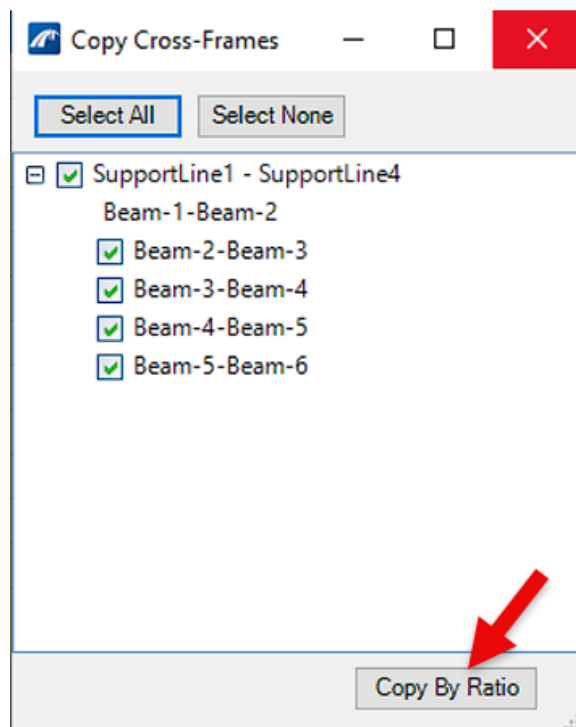 Copy Cross-Frames
Select All Select None
SupportLine1 - SupportLine4
Beam-1-Beam-2
Beam-2-Beam-3
Beam-3-Beam-4
Beam-4-Beam-5
Beam-5-Beam-6
Copy By Ratio